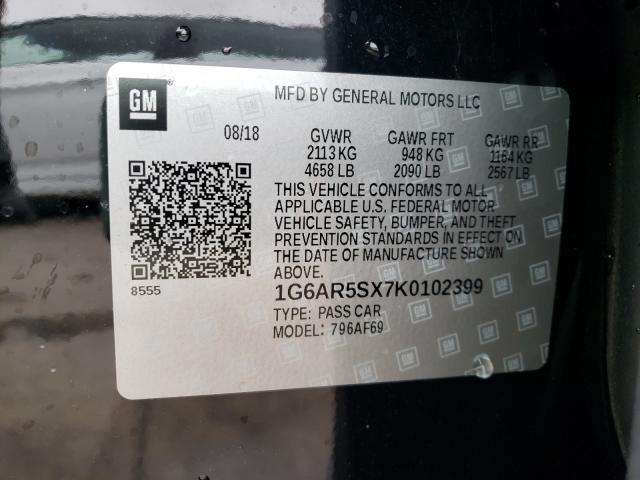 GM
MFD BY GENERAL MOTORS LLC
08/18 GVWR GAWR FRT GAWR RR
2113 KG 948 KG 1164 KG
4658 LB 2090 LB 2567 LB
THIS VEHICLE CONFORMS TO ALL
APPLICABLE U.S. FEDERAL MOTOR
VEHICLE SAFETY, BUMPER, AND THEFT
PREVENTION STANDARDS IN EFFECT ON
THE DATE OF MANUFACTURE SHOWN
ABOVE.
8555
1G6AR5SX7K0102399
TYPE: PASS CAR
MODEL: 796AF69